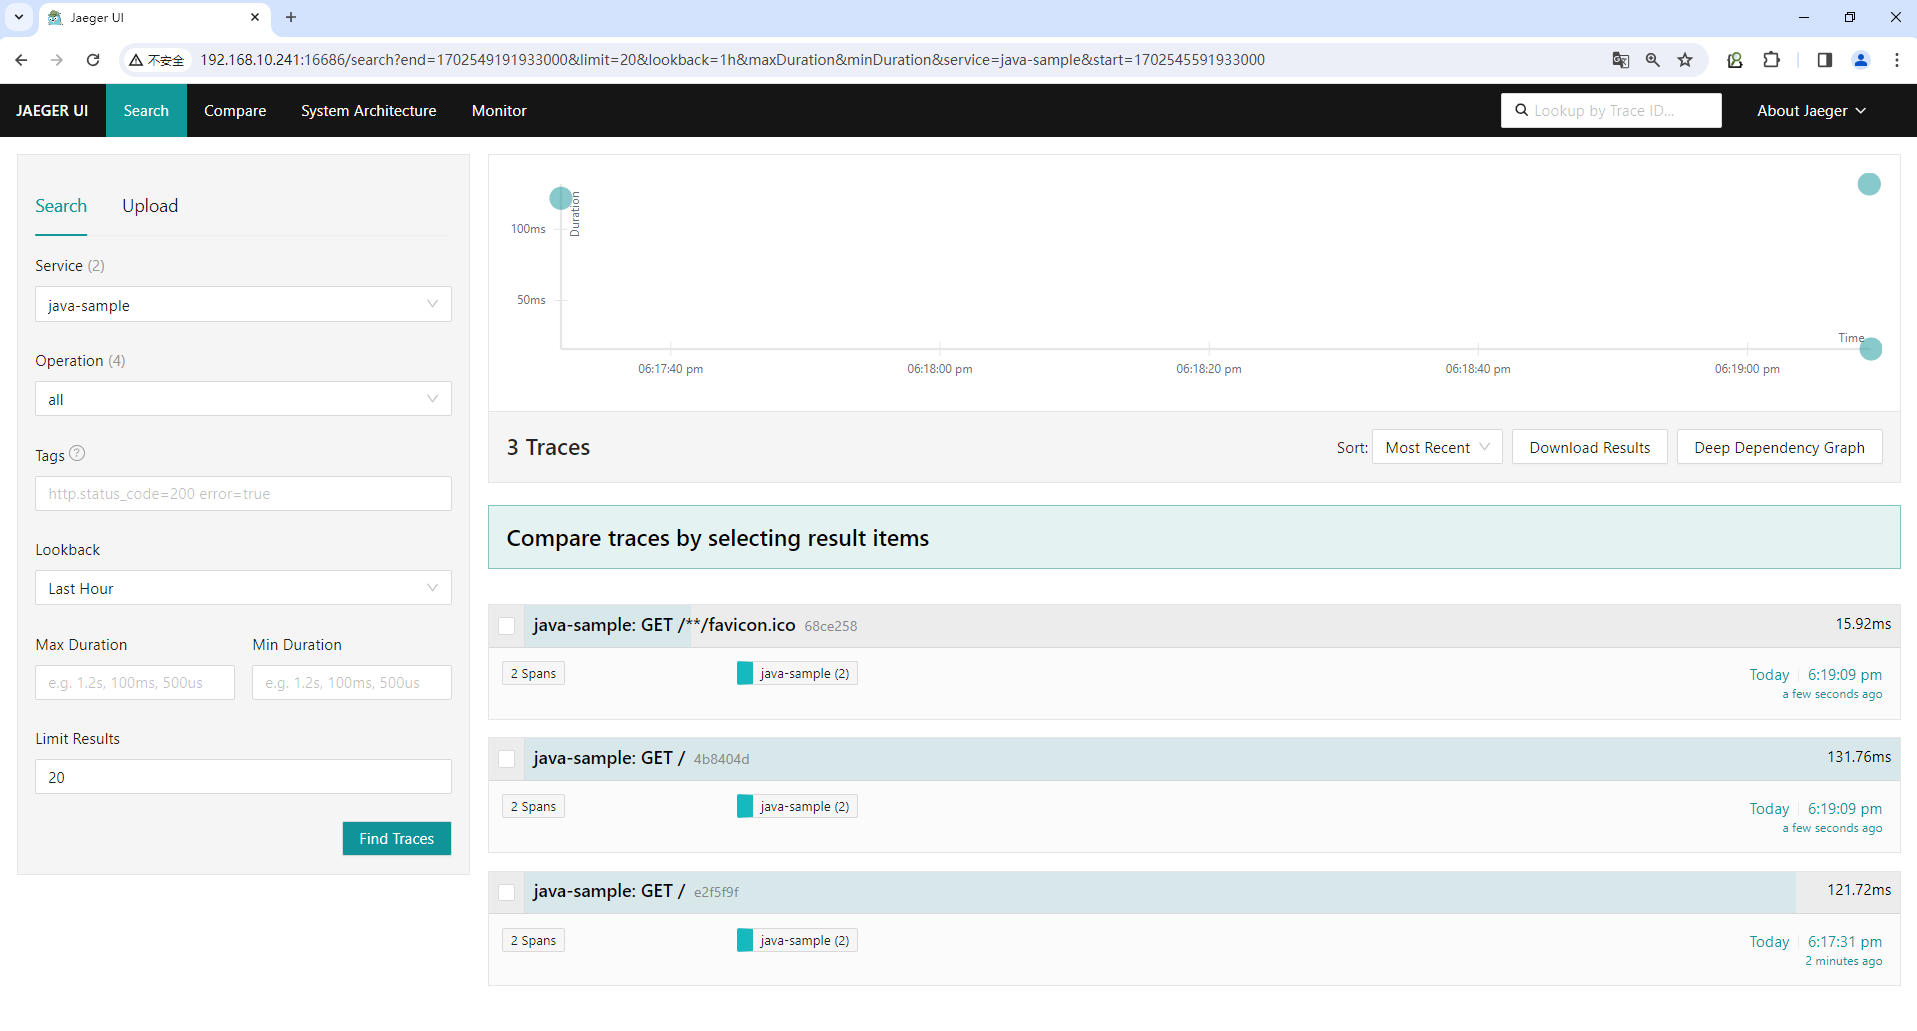 Jaeger UI
不安全
192.168.10.241:16686/search?end=1702549191933000&limit=20&lookback=1h&maxDuration&minDuration&service=java-sample&start=1702545591933000
JAEGER UI
Search
Compare
System Architecture
Monitor
Lookup by Trace ID...
About Jaeger
Search
Upload
Service (2)
java-sample
Operation (4)
all
Tags
http.status_code=200 error=true
Lookback
Last Hour
Max Duration
Min Duration
e.g. 1.2s, 100ms, 500us
e.g. 1.2s, 100ms, 500us
Limit Results
20
Find Traces
Duration
100ms
50ms
Time
06:17:40 pm
06:18:00 pm
06:18:20 pm
06:18:40 pm
06:19:00 pm
3 Traces
Sort:
Most Recent
Download Results
Deep Dependency Graph
Compare traces by selecting result items
java-sample: GET /**/favicon.ico 68ce258
15.92ms
2 Spans
java-sample (2)
Today
6:19:09 pm
a few seconds ago
java-sample: GET / 4b8404d
131.76ms
2 Spans
java-sample (2)
Today
6:19:09 pm
a few seconds ago
java-sample: GET / e2f5f9f
121.72ms
2 Spans
java-sample (2)
Today
6:17:31 pm
2 minutes ago